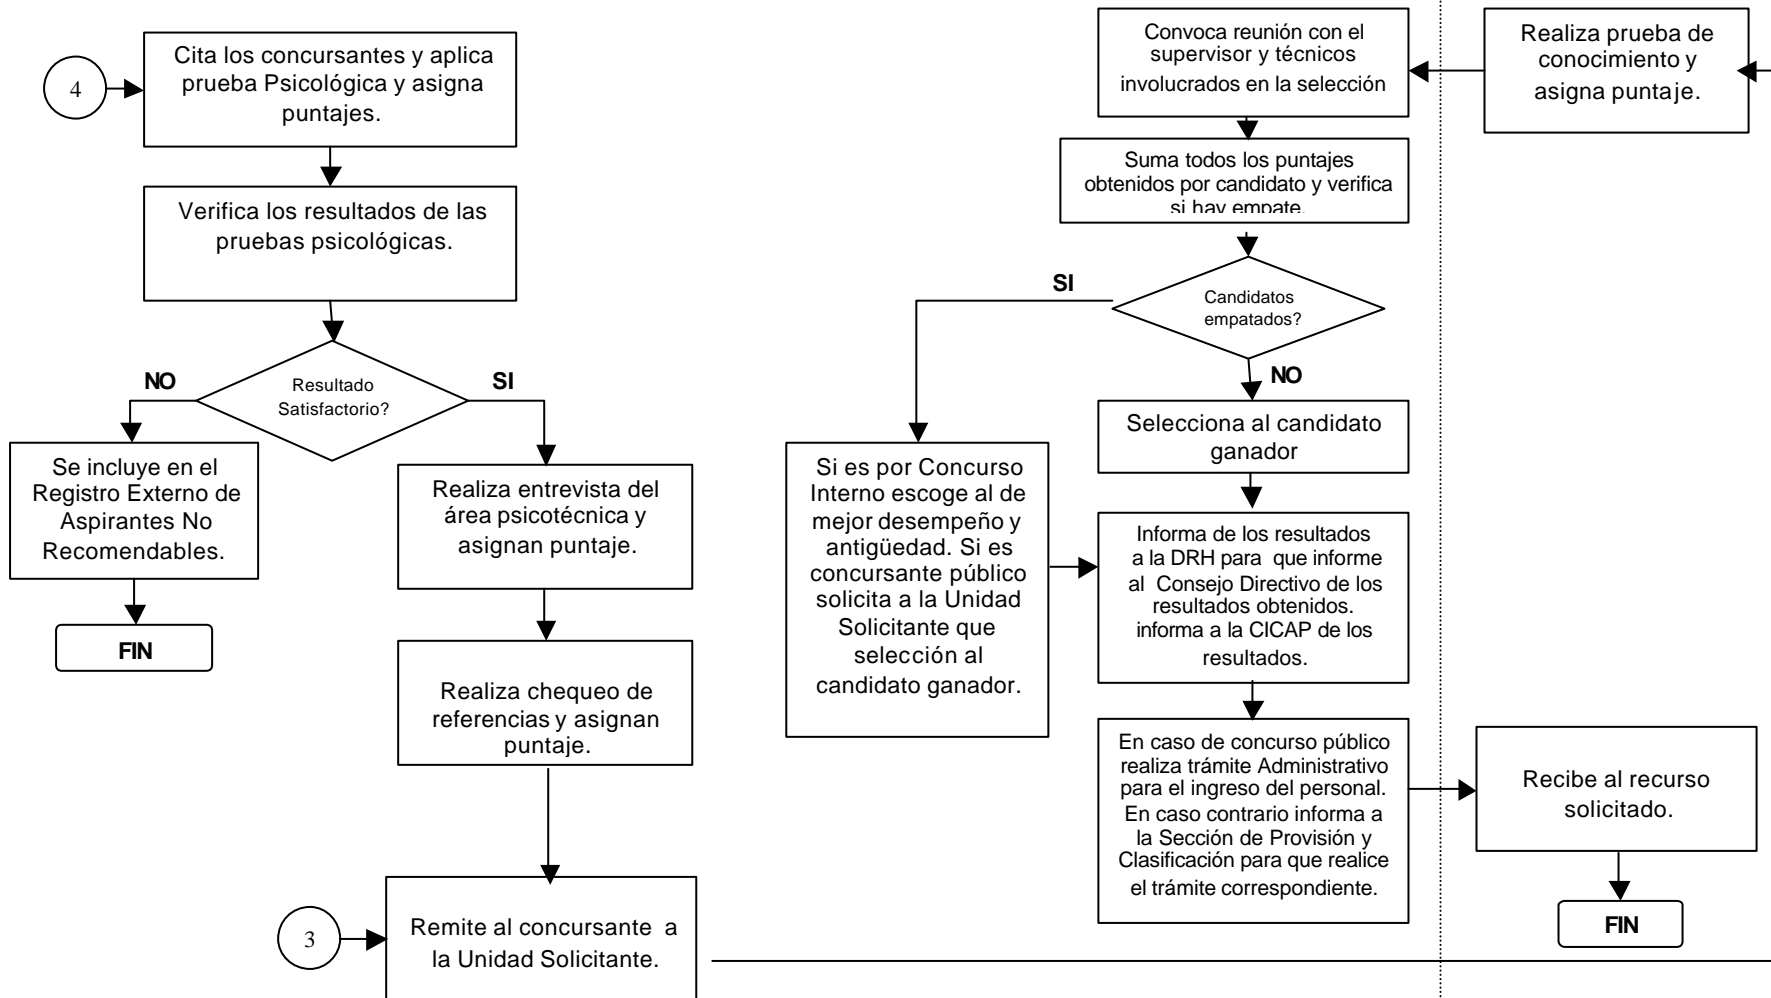 4
Cita los concursantes y aplica
prueba Psicológica y asigna
puntajes.
Verifica los resultados de las
pruebas psicológicas.
NO
Resultado
Satisfactorio?
SI
Se incluye en el
Registro Externo de
Aspirantes No
Recomendables.
FIN
Realiza entrevista del
área psicotécnica y
asignan puntaje.
Realiza chequeo de
referencias y asignan
puntaje.
3
Remite al concursante a
la Unidad Solicitante.
Realiza prueba de
conocimiento y
asigna puntaje.
Convoca reunión con el
supervisor y técnicos
involucrados en la selección
Suma todos los puntajes
obtenidos por candidato y verifica
si hay empate.
SI
Candidatos
empatados?
NO
Selecciona al candidato
ganador
Si es por Concurso
Interno escoge al de
mejor desempeño y
antigüedad. Si es
concursante público
solicita a la Unidad
Solicitante que
selección al
candidato ganador.
Informa de los resultados
a la DRH para que informe
al Consejo Directivo de los
resultados obtenidos.
informa a la CICAP de los
resultados.
En caso de concurso público
realiza trámite Administrativo
para el ingreso del personal.
En caso contrario informa a
la Sección de Provisión y
Clasificación para que realice
el trámite correspondiente.
Recibe al recurso
solicitado.
FIN